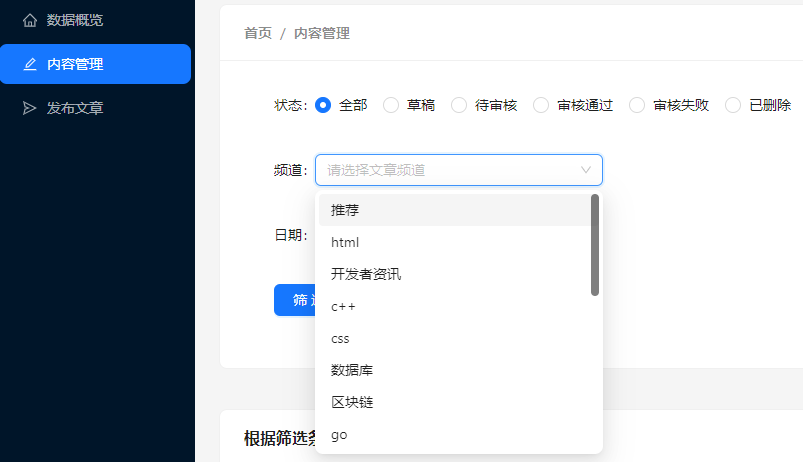 数据概览
内容管理
发布文章
首页 / 内容管理
状态: 全部 草稿 待审核 审核通过 审核失败 已删除
频道: 请选择文章频道
推荐
html
日期:
开发者资讯
筛
c++
css
数据库
区块链
根据筛选条
go